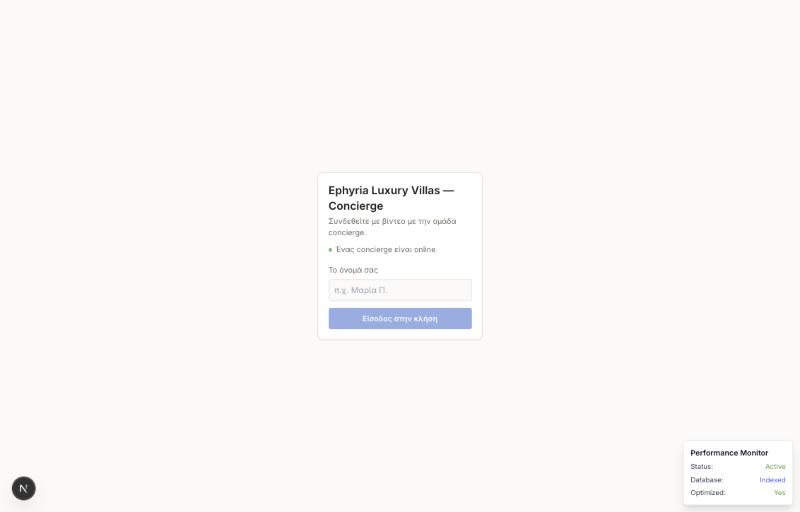 Ephyria Luxury Villas —
Concierge
Συνδεθείτε με βίντεο με την ομάδα
concierge.
Ένας concierge είναι online
Το όνομά σας
π.χ. Μαρία Π.
Είσοδος στην κλήση
N
Performance Monitor
Status: Active
Database: Indexed
Optimized: Yes